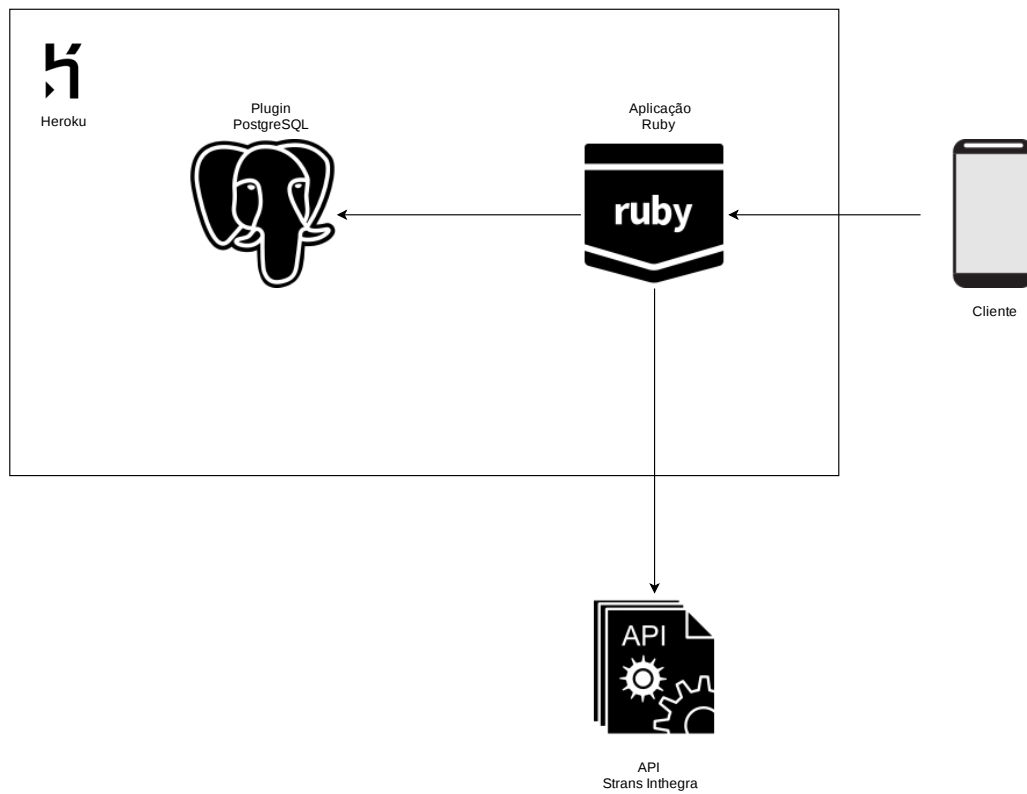 Heroku
Plugin
PostgreSQL
Aplicação
Ruby
ruby
Cliente
API
API
Strans Inthegra